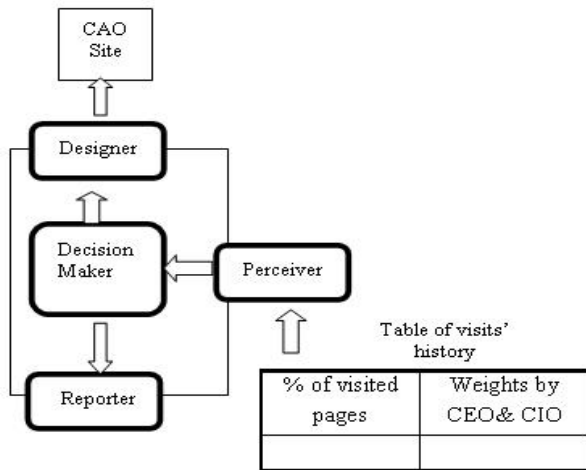 CAO
Site
Designer
Decision
Maker
Perceiver
Reporter
Table of visits'
history
% of visited
pages
Weights by
CEO& CIO